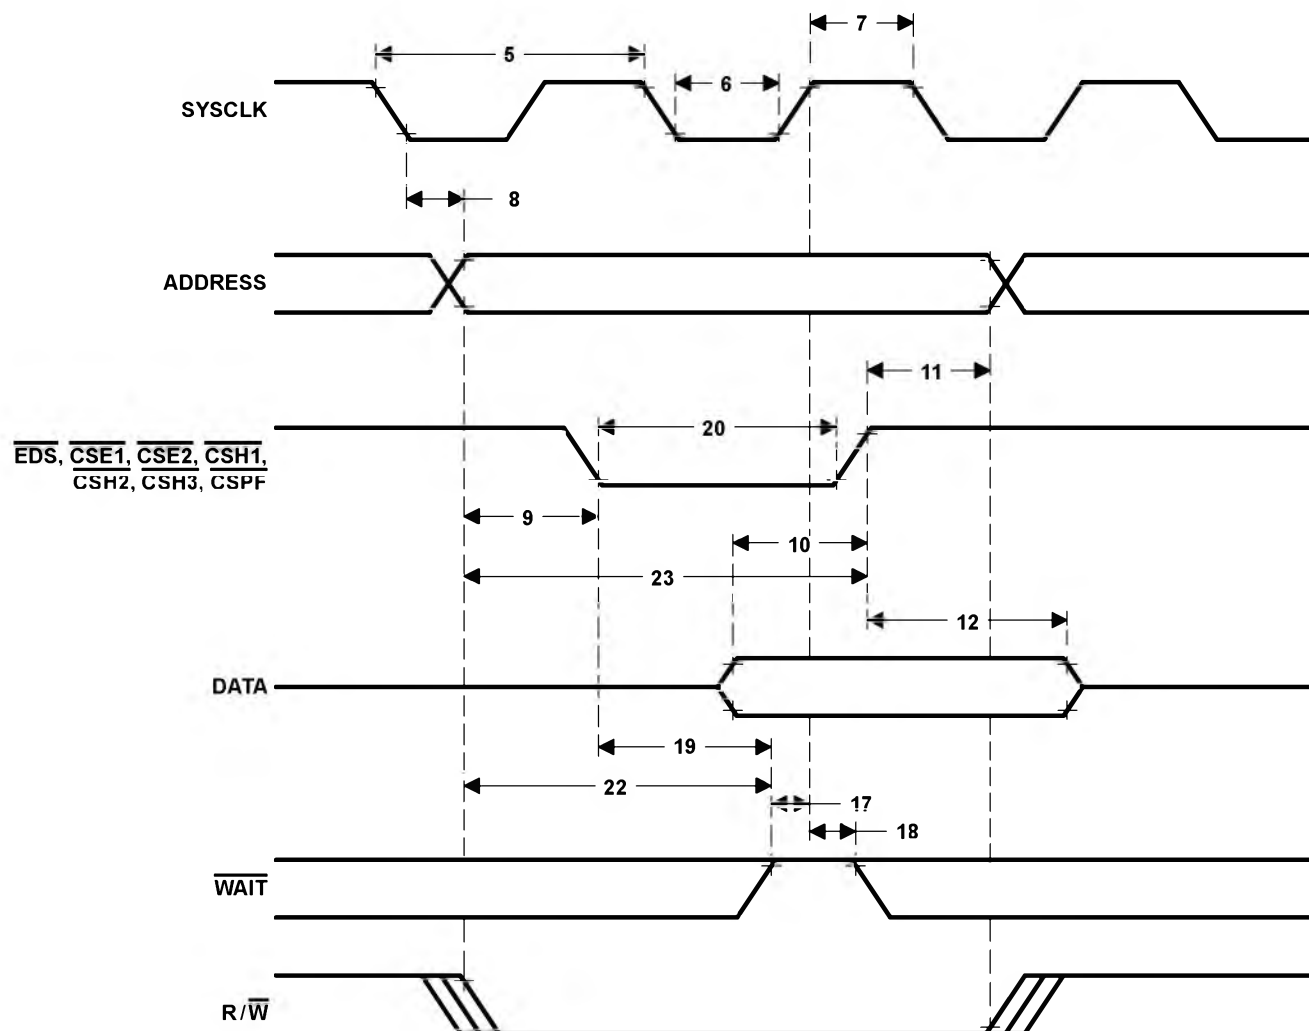 7
5
6
SYSCLK
8
ADDRESS
11
20
EDS, CSE1, CSE2, CSH1,
CSH2, CSH3, CSPF
9
10
23
12
DATA
19
22
17
18
WAIT
R/W